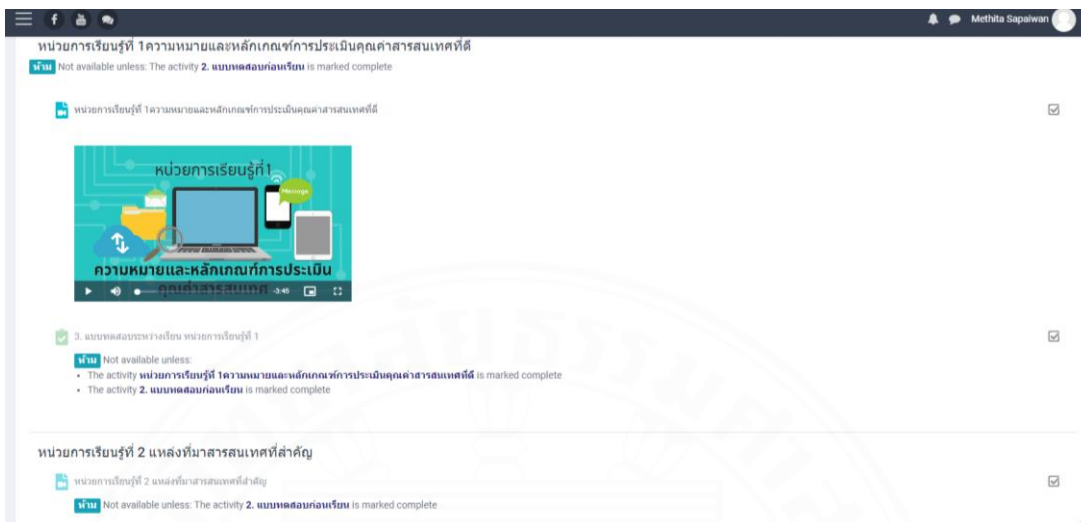 Methita Sapaiwan
หน่วยการเรียนรู้ที่ 1ความหมายและหลักเกณฑ์การประเมินคุณค่าสารสนเทศที่ดี
ห้าม Not available unless: The activity 2. แบบทดสอบก่อนเรียน is marked complete
หน่วยการเรียนรู้ที่ 1ความหมายและหลักเกณฑ์การประเมินคุณค่าสารสนเทศที่ดี
หน่วยการเรียนรู้ที่1
Message
ความหมายและหลักเกณฑ์การประเมิน
คุณค่าสารสนเทศ
-3:45
3. แบบทดสอบระหว่างเรียน หน่วยการเรียนรู้ที่ 1
ห้าม Not available unless:
• The activity หน่วยการเรียนรู้ที่ 1ความหมายและหลักเกณฑ์การประเมินคุณค่าสารสนเทศที่ดี is marked complete
• The activity 2. แบบทดสอบก่อนเรียน is marked complete
หน่วยการเรียนรู้ที่ 2 แหล่งที่มาสารสนเทศที่สำคัญ
หน่วยการเรียนรู้ที่ 2 แหล่งที่มาสารสนเทศที่สำคัญ
ห้าม Not available unless: The activity 2. แบบทดสอบก่อนเรียน is marked complete